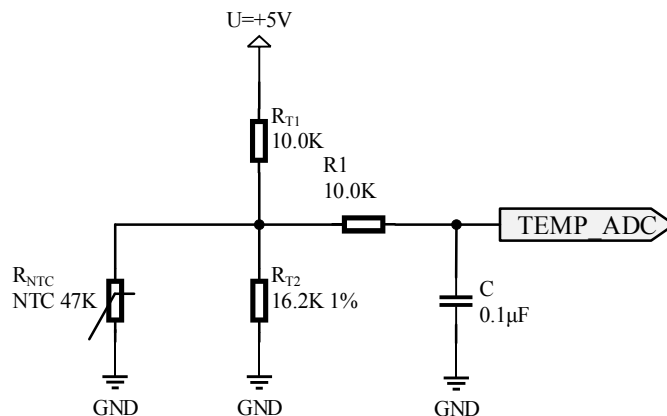 U=+5V
R_T1
10.0K
R1
10.0K
TEMP_ADC
R_NTC
NTC 47K
R_T2
16.2K 1%
C
0.1μF
GND
GND
GND